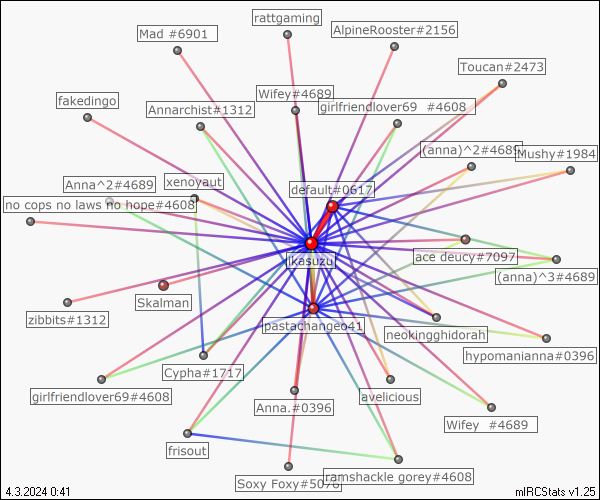 rattgaming
Mad #6901
AlpineRooster#2156
Toucan#2473
fakedingo
Wifey#4689
Annarchist#1312
girlfriendlover69 #4608
(anna)^2#4689
Mushy#1984
Anna^2#4689
xenoyaut
default#0617
no cops no laws no hope#4608
ikasuzu
ace deucy#7097
(anna)^3#4689
Skalman
zibbits#1312
pastachangeo41
neokingghidorah
hypomanianna#0396
Cypha#1717
girlfriendlover69#4608
Anna.#0396
avelicious
Wifey #4689
frisout
Soxy Foxy#5076
ramshackle gorey#4608
4.3.2024 0:41
mIRCStats v1.25